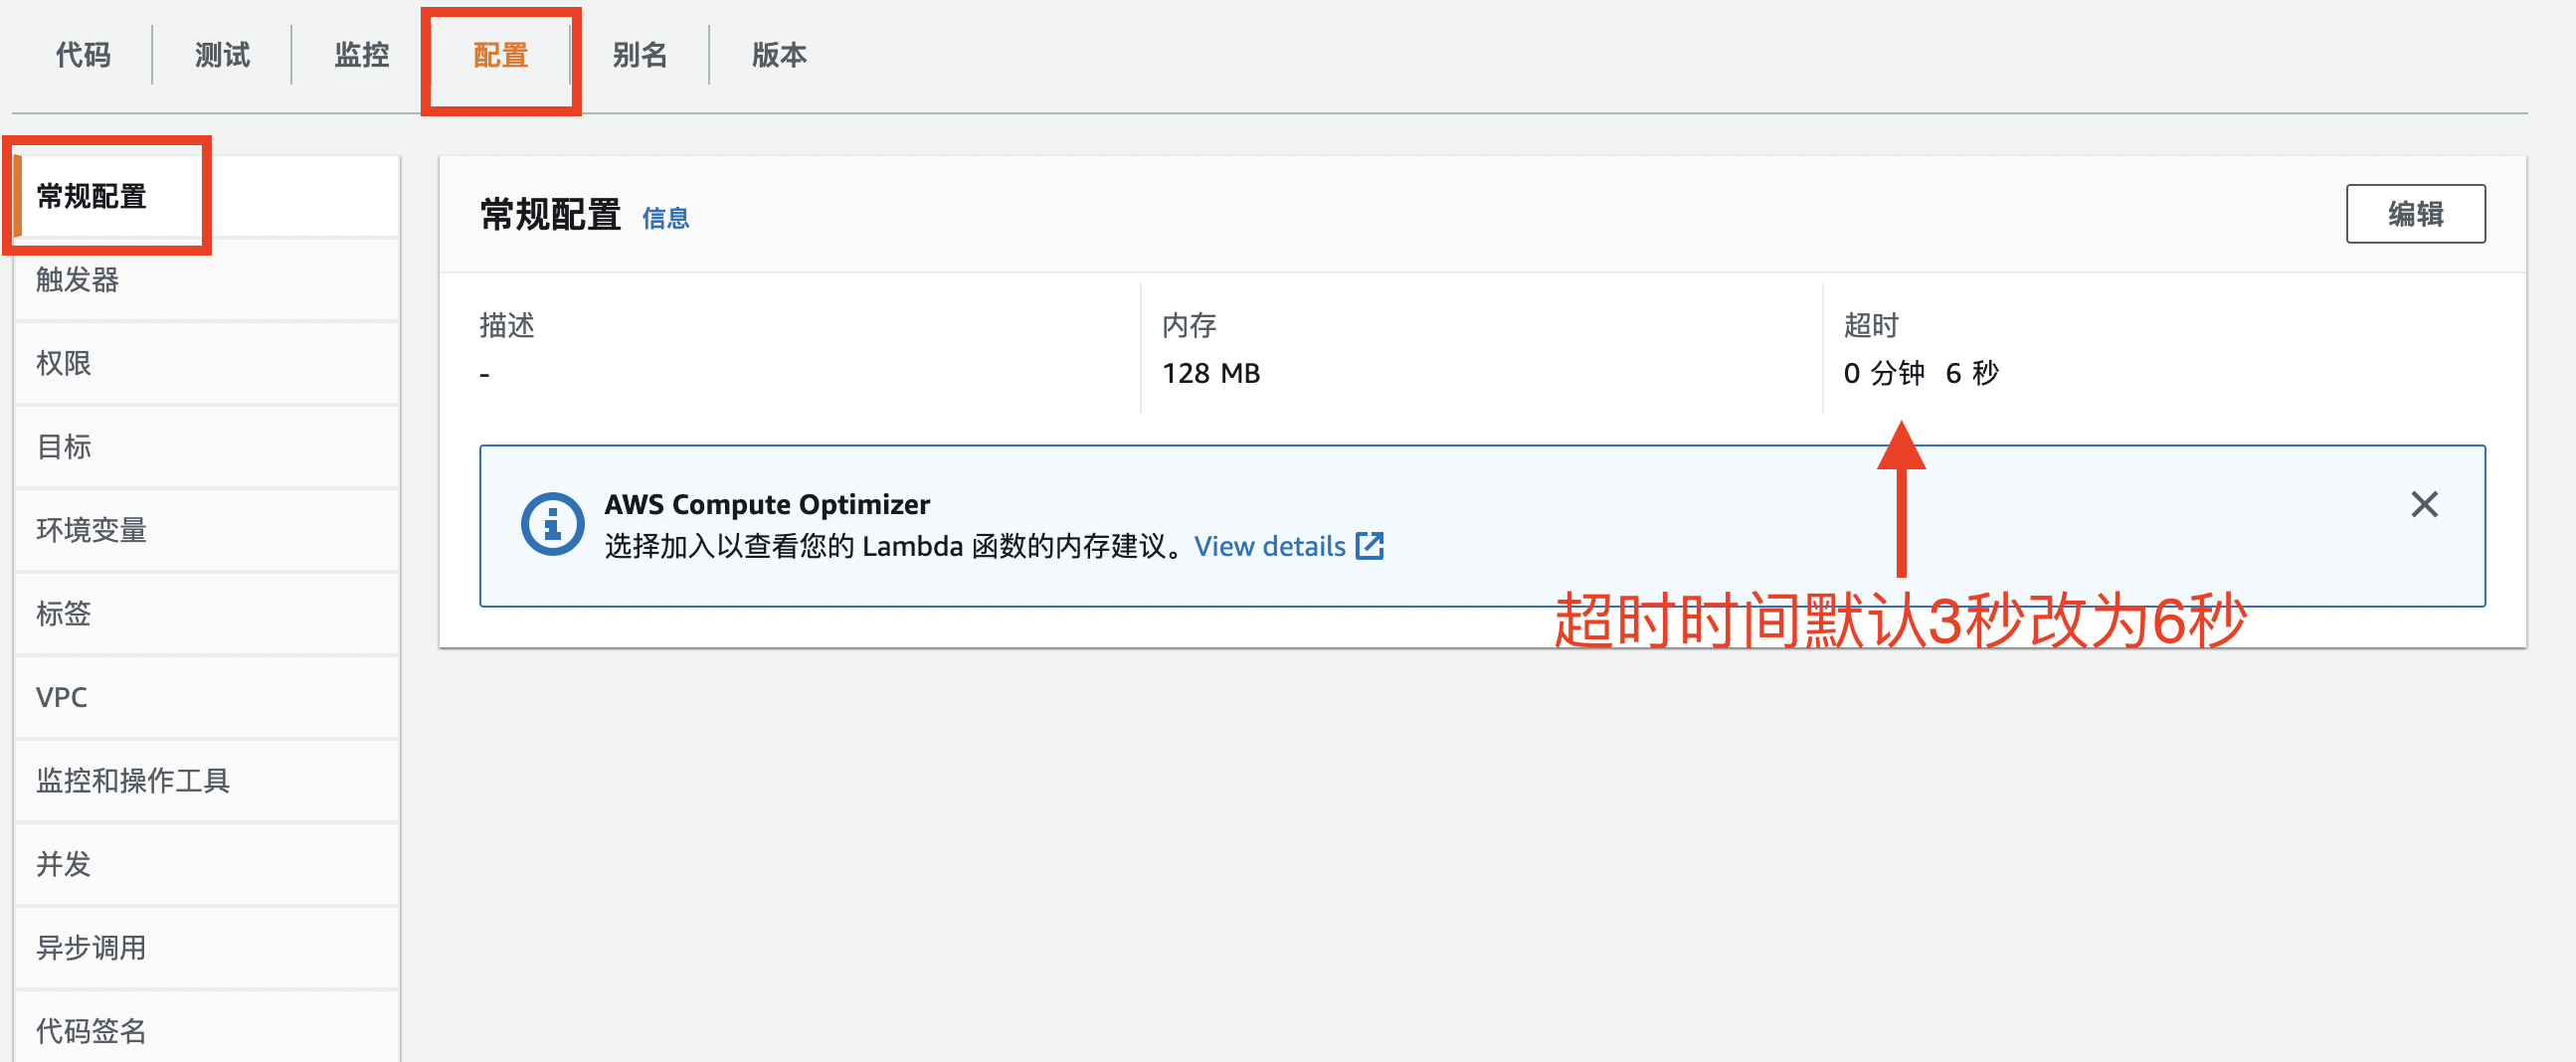 代码 测试 监控 配置 别名 版本
常规配置
触发器
权限
目标
环境变量
标签
VPC
监控和操作工具
并发
异步调用
代码签名
常规配置 信息
编辑
描述
-
内存
128 MB
超时
0 分钟 6 秒
AWS Compute Optimizer
选择加入以查看您的 Lambda 函数的内存建议。View details
超时时间默认3秒改为6秒